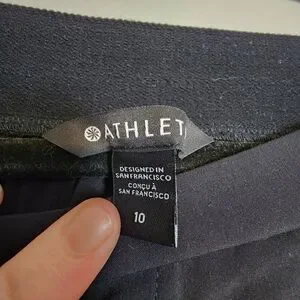 ATHLET
DESIGNED IN
SAN FRANCISCO
CONÇU À
SAN FRANCISCO
10